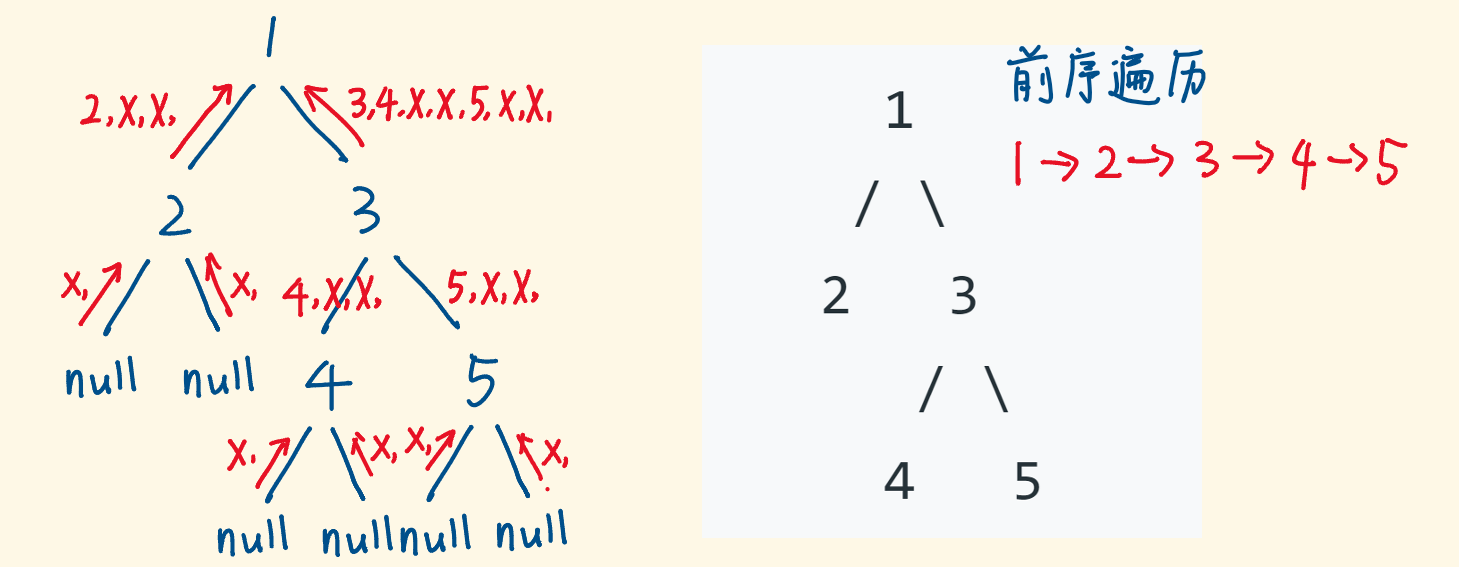 1
2,X,X,
3,4,X,X,5,X,X,
2
3
X,
X,
4,X,X,
5,X,X,
null
null
4
5
X,
X,
X,
X,
null
null
null
null
1
/ \
2 3
/ \
4 5
前序遍历
1→2→3→4→5